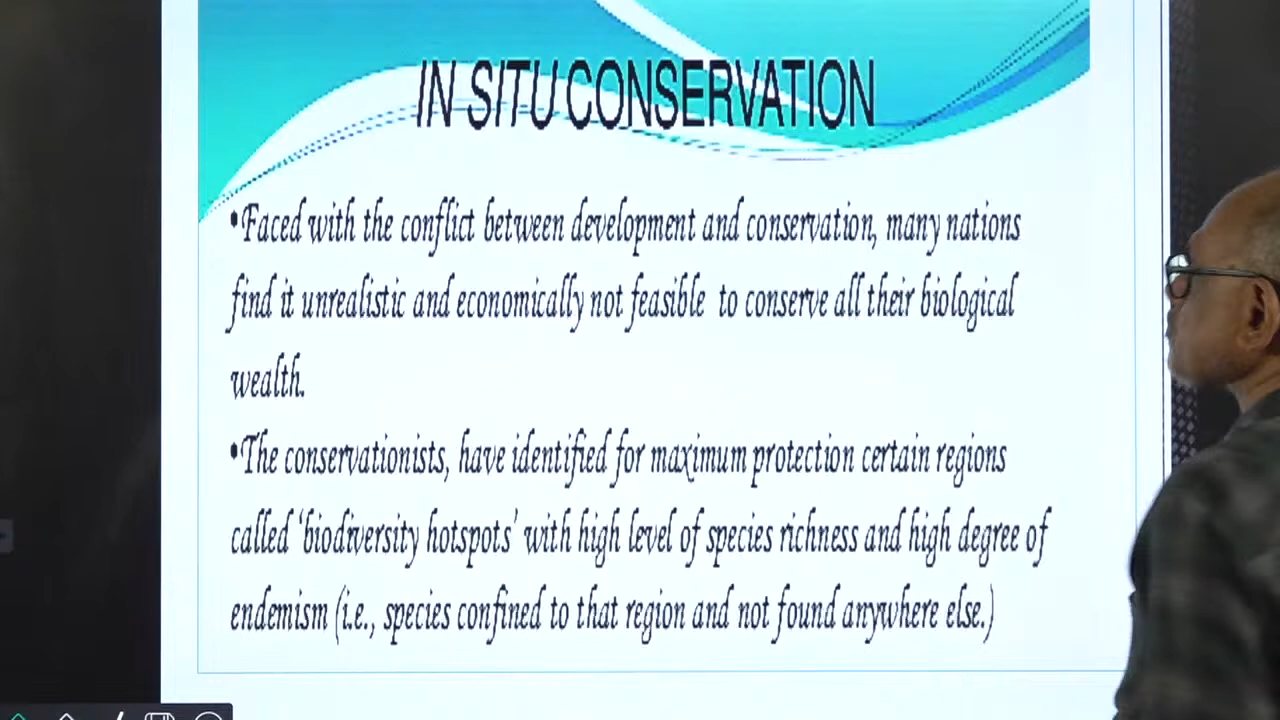 IN SITU CONSERVATION
•Faced with the conflict between development and conservation, many nations
find it unrealistic and economically not feasible to conserve all their biological
wealth.
•The conservationists, have identified for maximum protection certain regions
called ‘biodiversity hotspots’ with high level of species richness and high degree of
endemism (i.e., species confined to that region and not found anywhere else.)